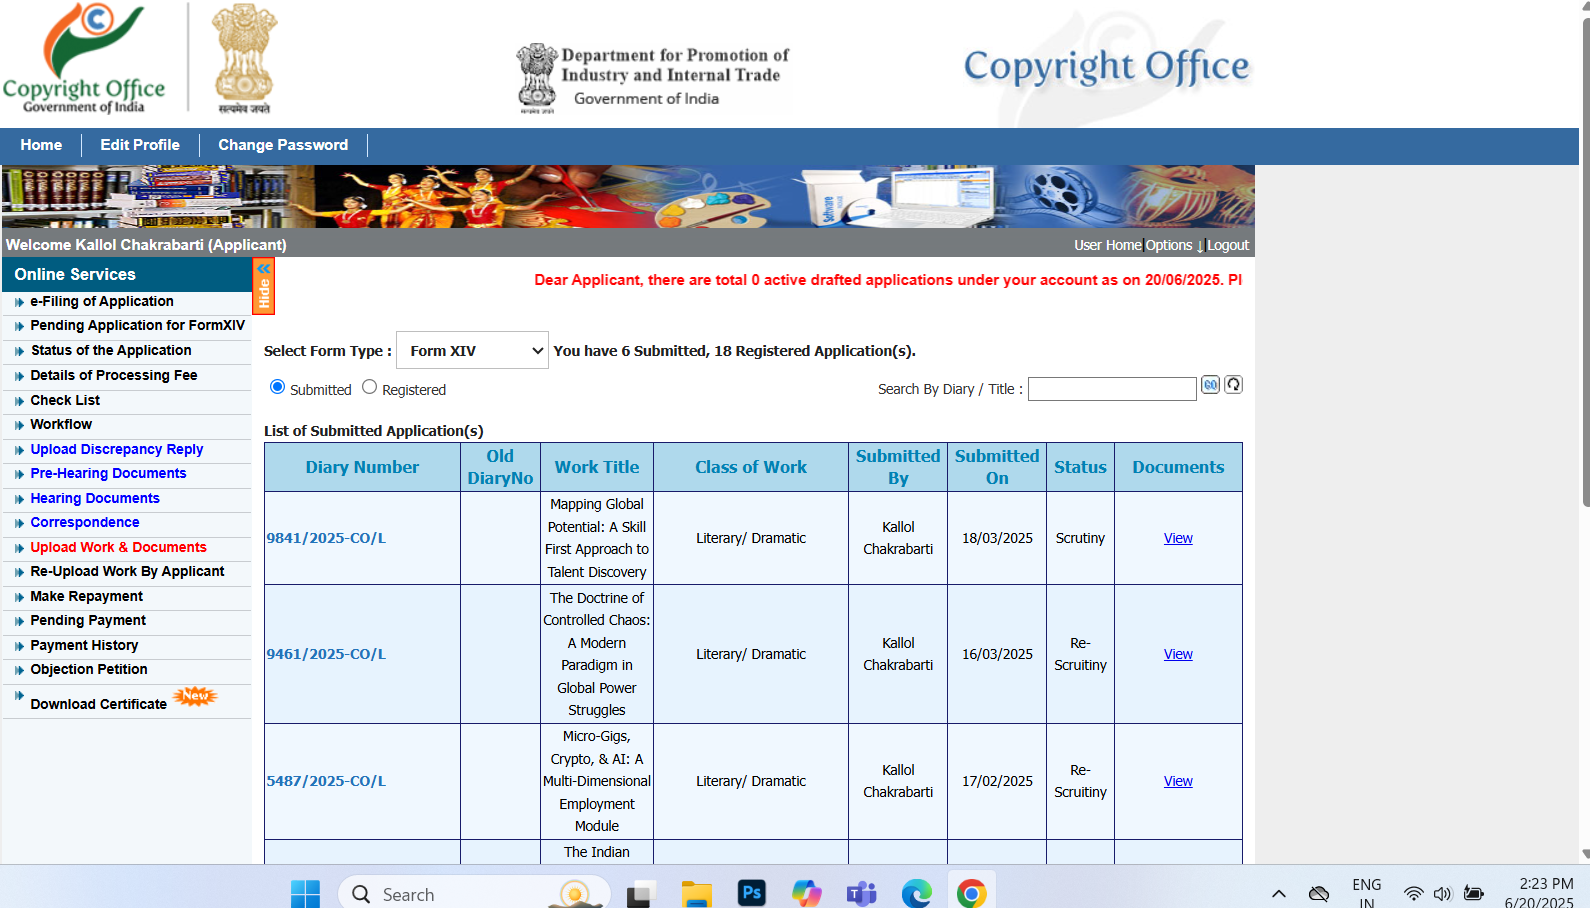 Copyright Office
Government of India
सत्यमेव जयते
Department for Promotion of
Industry and Internal Trade
Government of India
Copyright Office
Home
Edit Profile
Change Password
Software
Welcome Kallol Chakrabarti (Applicant)
User Home|Options ↓|Logout
Online Services
Hide
Dear Applicant, there are total 0 active drafted applications under your account as on 20/06/2025. Pl
e-Filing of Application
Pending Application for FormXIV
Status of the Application
Details of Processing Fee
Check List
Workflow
Upload Discrepancy Reply
Pre-Hearing Documents
Hearing Documents
Correspondence
Upload Work & Documents
Re-Upload Work By Applicant
Make Repayment
Pending Payment
Payment History
Objection Petition
Download Certificate New
Select Form Type : Form XIV You have 6 Submitted, 18 Registered Application(s).
Submitted Registered
Search By Diary / Title : GO
List of Submitted Application(s)
Diary Number
Old
DiaryNo
Work Title
Class of Work
Submitted
By
Submitted
On
Status
Documents
9841/2025-CO/L
Mapping Global
Potential: A Skill
First Approach to
Talent Discovery
Literary/ Dramatic
Kallol
Chakrabarti
18/03/2025
Scrutiny
View
9461/2025-CO/L
The Doctrine of
Controlled Chaos:
A Modern
Paradigm in
Global Power
Struggles
Literary/ Dramatic
Kallol
Chakrabarti
16/03/2025
Re-
Scruitiny
View
5487/2025-CO/L
Micro-Gigs,
Crypto, & AI: A
Multi-Dimensional
Employment
Module
Literary/ Dramatic
Kallol
Chakrabarti
17/02/2025
Re-
Scruitiny
View
The Indian
Search
Ps
T
ENG
IN
2:23 PM
6/20/2025